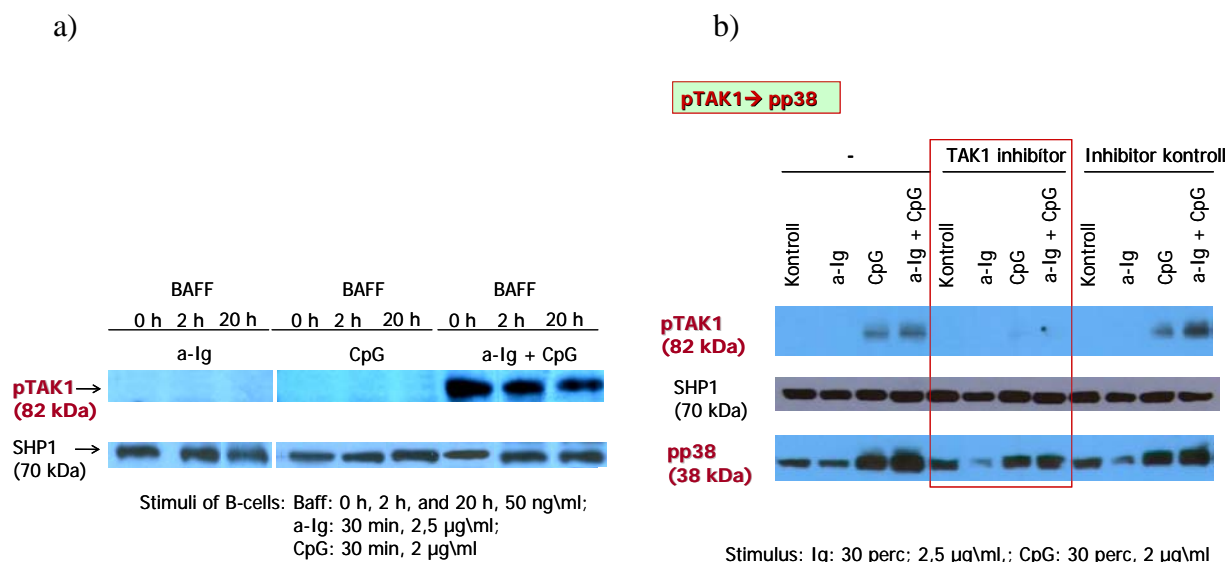 a)
BAFF BAFF BAFF
0 h 2 h 20 h 0 h 2 h 20 h 0 h 2 h 20 h
a-Ig CpG a-Ig + CpG
pTAK1
(82 kDa)
SHP1
(70 kDa)
Stimuli of B-cells: Baff: 0 h, 2 h, and 20 h, 50 ng\ml;
a-Ig: 30 min, 2,5 µg\ml;
CpG: 30 min, 2 µg\ml
b)
pTAK1→ pp38
- TAK1 inhibítor Inhibitor kontroll
Kontroll a-Ig CpG a-Ig + CpG Kontroll a-Ig CpG a-Ig + CpG Kontroll a-Ig CpG a-Ig + CpG
pTAK1
(82 kDa)
SHP1
(70 kDa)
pp38
(38 kDa)
Stimulus: Ig: 30 perc; 2,5 µg\ml,; CpG: 30 perc, 2 µg\ml